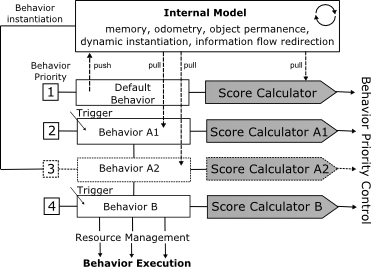 Behavior
instantiation
Internal Model
memory, odometry, object permanence,
dynamic instantiation, information flow redirection
Behavior
Priority
push
pull
pull
pull
1
Default
Behavior
Score Calculator
Trigger
2
Behavior A1
Score Calculator A1
3
Behavior A2
Score Calculator A2
Trigger
4
Behavior B
Score Calculator B
Behavior Priority Control
Resource Management
Behavior Execution